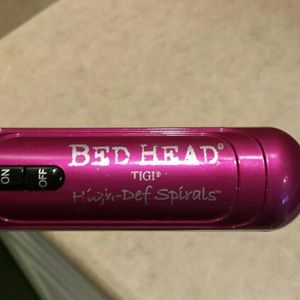 BED HEAD®
TIGI®
High-Def Spirals™
ON
OFF